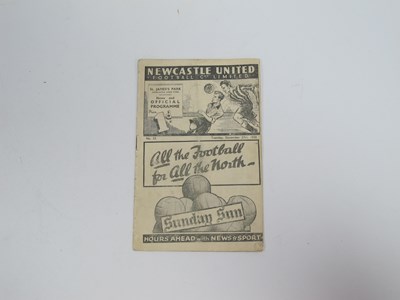 NEWCASTLE UNITED
FOOTBALL Co LIMITED
ST. JAMES'S PARK
OFFICIAL
PROGRAMME
All the Football
for All the North—
Sunday Sun
HOURS AHEAD with NEWS & SPORT